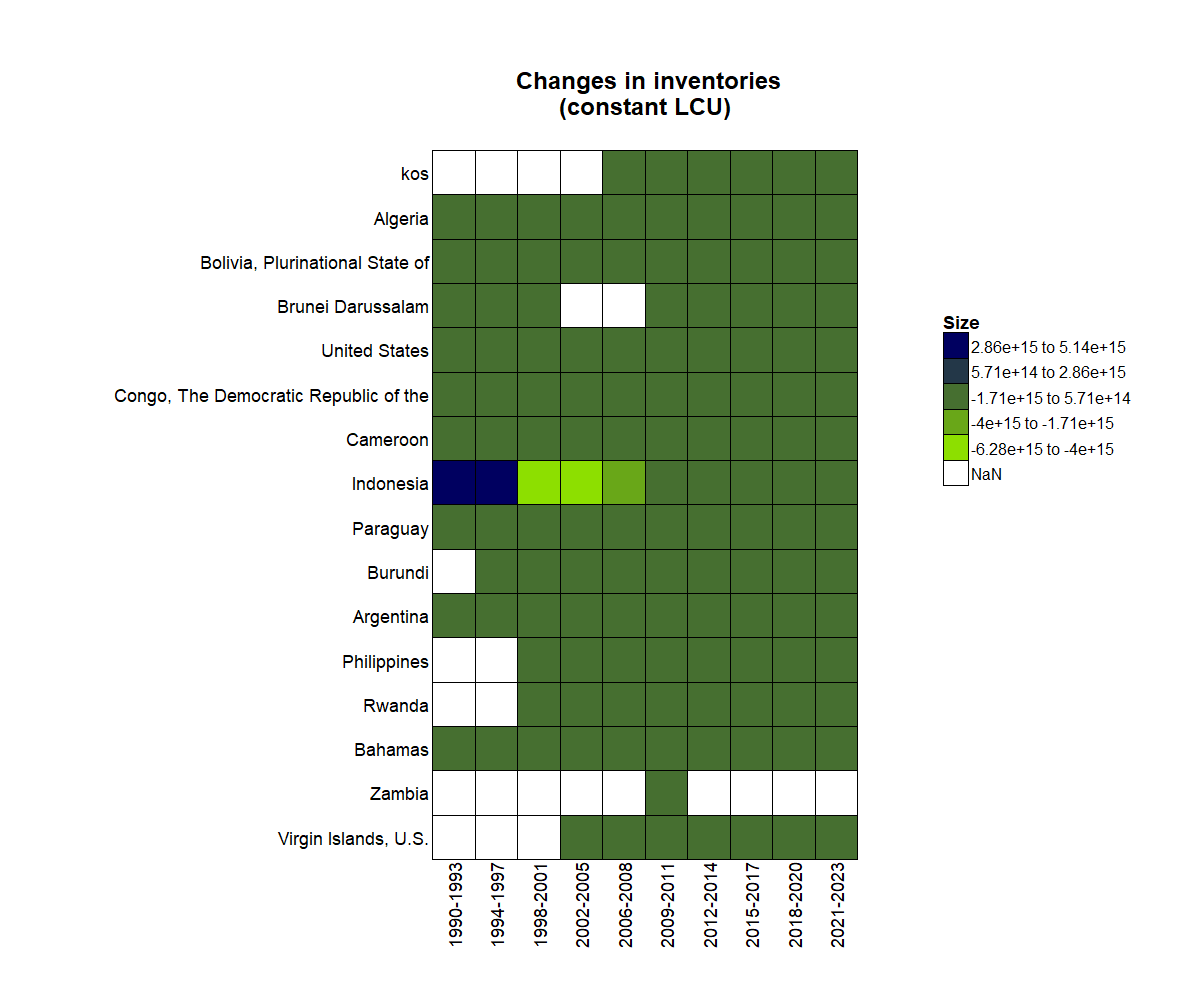 Changes in inventories
(constant LCU)
kos
Algeria
Bolivia, Plurinational State of
Brunei Darussalam
United States
Congo, The Democratic Republic of the
Cameroon
Indonesia
Paraguay
Burundi
Argentina
Philippines
Rwanda
Bahamas
Zambia
Virgin Islands, U.S.
1990-1993
1994-1997
1998-2001
2002-2005
2006-2008
2009-2011
2012-2014
2015-2017
2018-2020
2021-2023
Size
2.86e+15 to 5.14e+15
5.71e+14 to 2.86e+15
-1.71e+15 to 5.71e+14
-4e+15 to -1.71e+15
-6.28e+15 to -4e+15
NaN